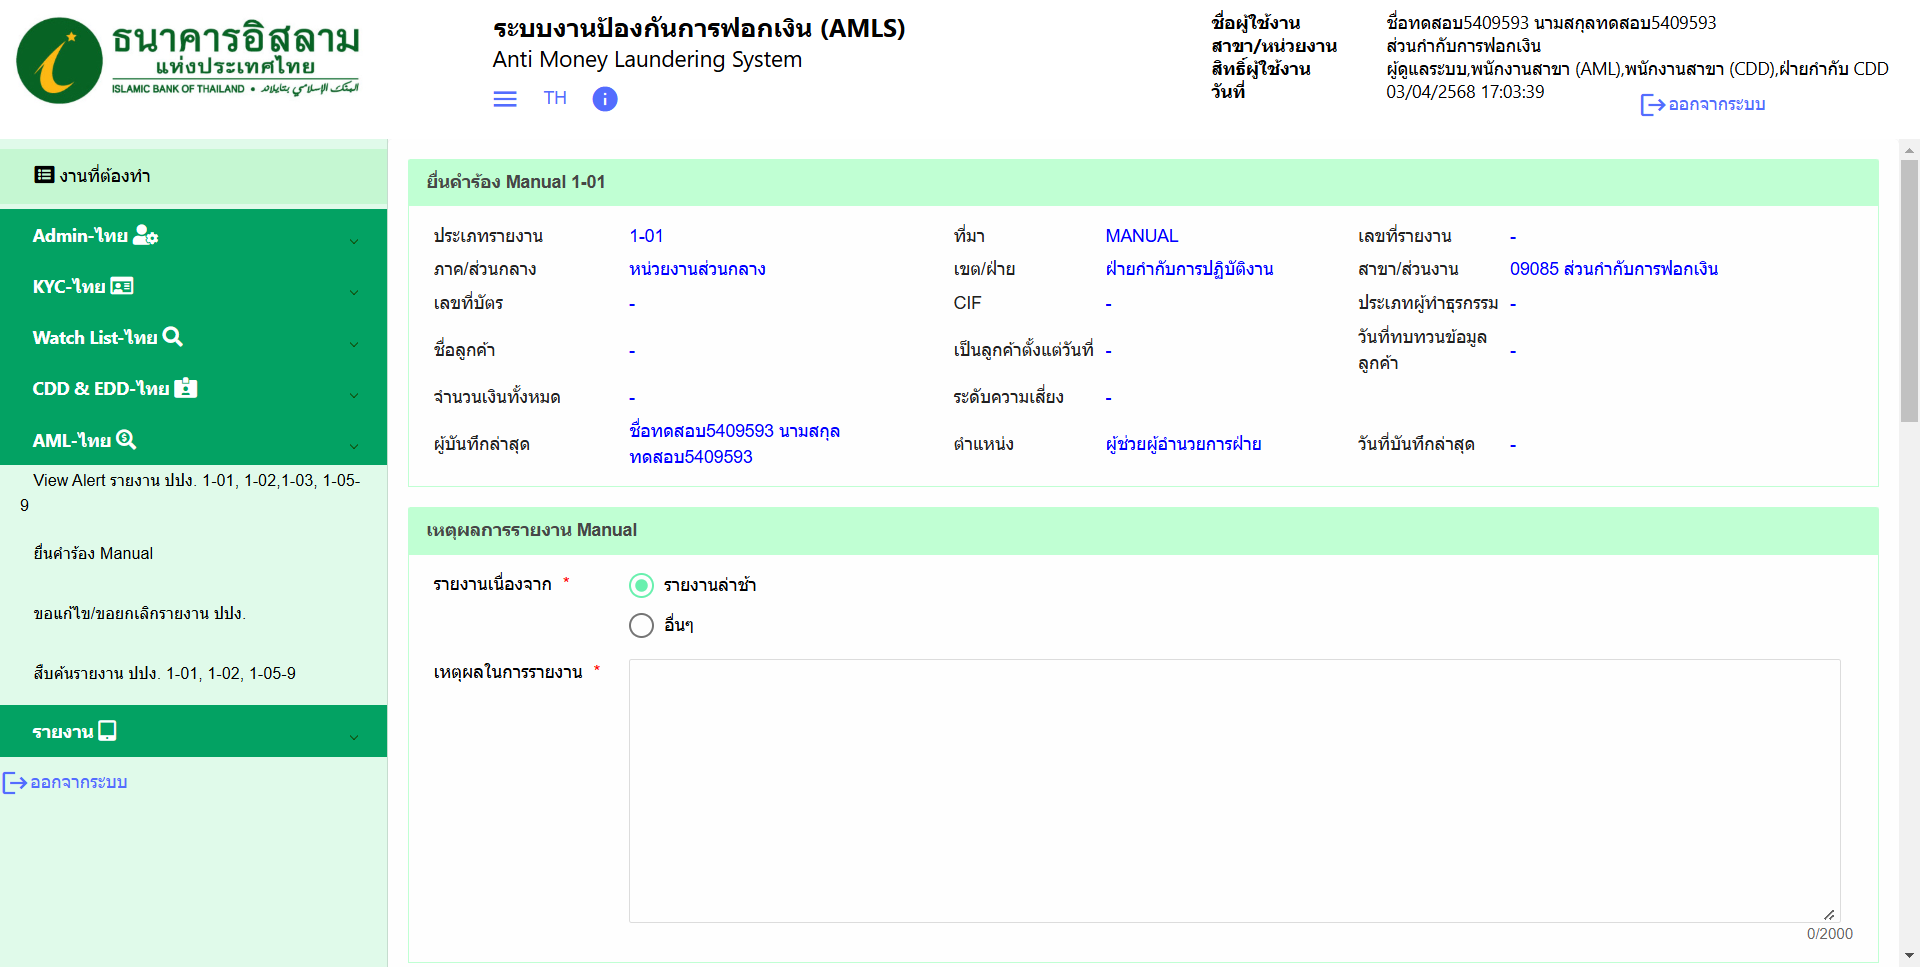 ธนาคารอิสลาม
แห่งประเทศไทย
ISLAMIC BANK OF THAILAND • البنك الإسلامي بتايلاند
ระบบงานป้องกันการฟอกเงิน (AMLS)
Anti Money Laundering System
TH
ชื่อผู้ใช้งาน ชื่อทดสอบ5409593 นามสกุลทดสอบ5409593
สาขา/หน่วยงาน ส่วนกำกับการฟอกเงิน
สิทธิ์ผู้ใช้งาน ผู้ดูแลระบบ,พนักงานสาขา (AML),พนักงานสาขา (CDD),ฝ่ายกำกับ CDD
วันที่ 03/04/2568 17:03:39
ออกจากระบบ
งานที่ต้องทำ
Admin-ไทย
KYC-ไทย
Watch List-ไทย
CDD & EDD-ไทย
AML-ไทย
View Alert รายงาน ปปง. 1-01, 1-02,1-03, 1-05-
9
ยื่นคำร้อง Manual
ขอแก้ไข/ขอยกเลิกรายงาน ปปง.
สืบค้นรายงาน ปปง. 1-01, 1-02, 1-05-9
รายงาน
ออกจากระบบ
ยื่นคำร้อง Manual 1-01
ประเภทรายงาน 1-01 ที่มา MANUAL เลขที่รายงาน -
ภาค/ส่วนกลาง หน่วยงานส่วนกลาง เขต/ฝ่าย ฝ่ายกำกับการปฏิบัติงาน สาขา/ส่วนงาน 09085 ส่วนกำกับการฟอกเงิน
เลขที่บัตร - CIF - ประเภทผู้ทำธุรกรรม -
ชื่อลูกค้า - เป็นลูกค้าตั้งแต่วันที่ - วันที่ทบทวนข้อมูล
ลูกค้า -
จำนวนเงินทั้งหมด - ระดับความเสี่ยง -
ผู้บันทึกล่าสุด ชื่อทดสอบ5409593 นามสกุล
ทดสอบ5409593 ตำแหน่ง ผู้ช่วยผู้อำนวยการฝ่าย วันที่บันทึกล่าสุด -
เหตุผลการรายงาน Manual
รายงานเนื่องจาก * รายงานล่าช้า
อื่นๆ
เหตุผลในการรายงาน *
0/2000